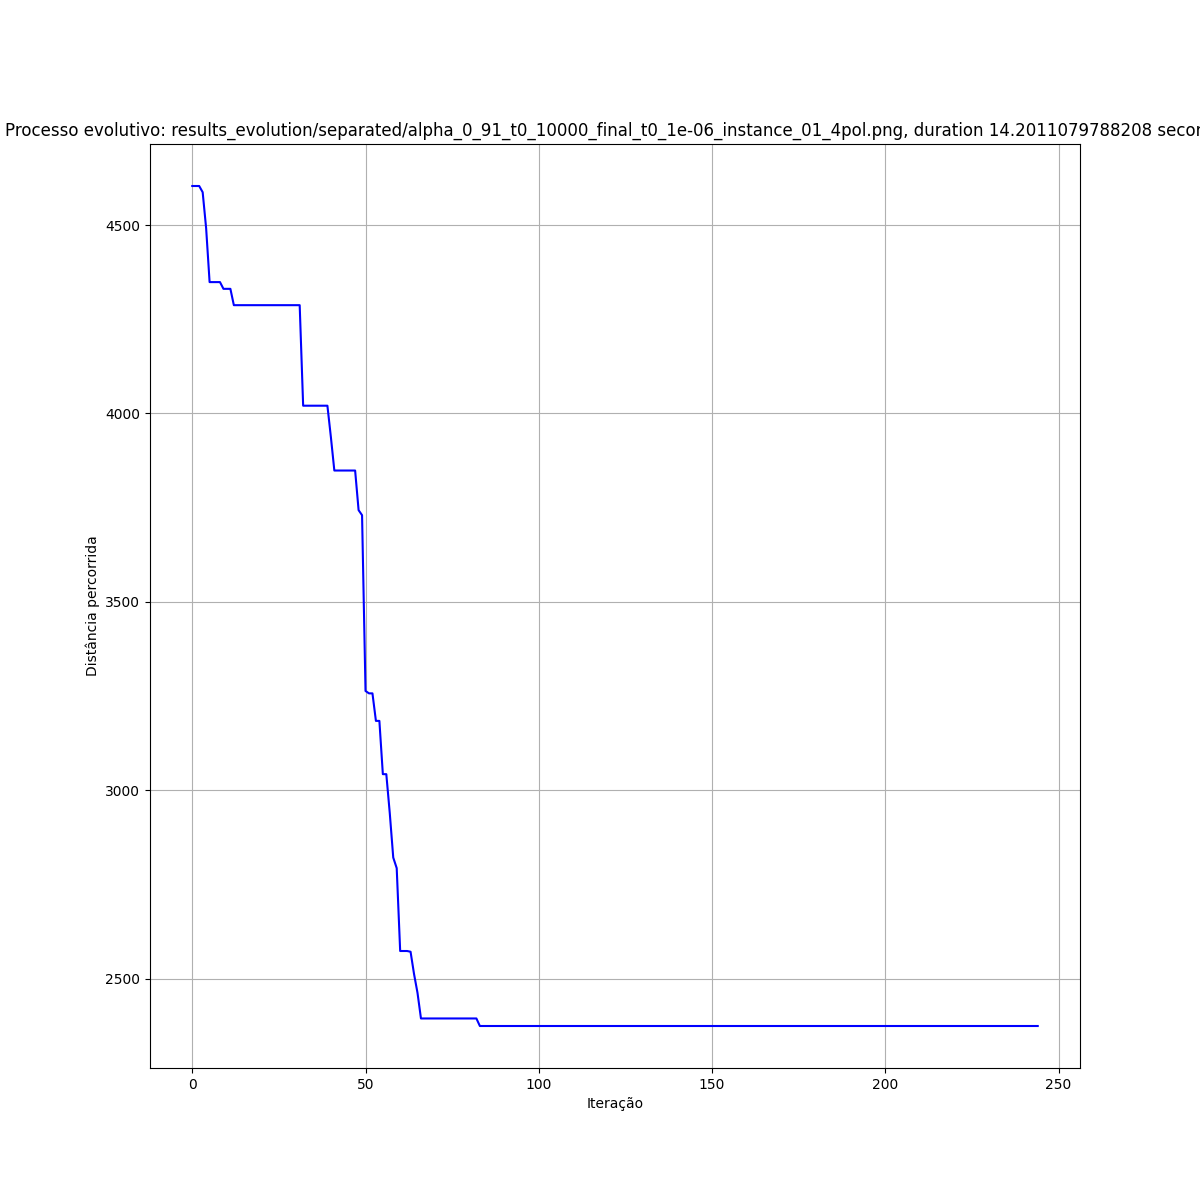 Processo evolutivo: results_evolution/separated/alpha_0_91_t0_10000_final_t0_1e-06_instance_01_4pol.png, duration 14.2011079788208
4500
4000
3500
3000
2500
Distância percorrida
0 50 100 150 200 250
Iteração